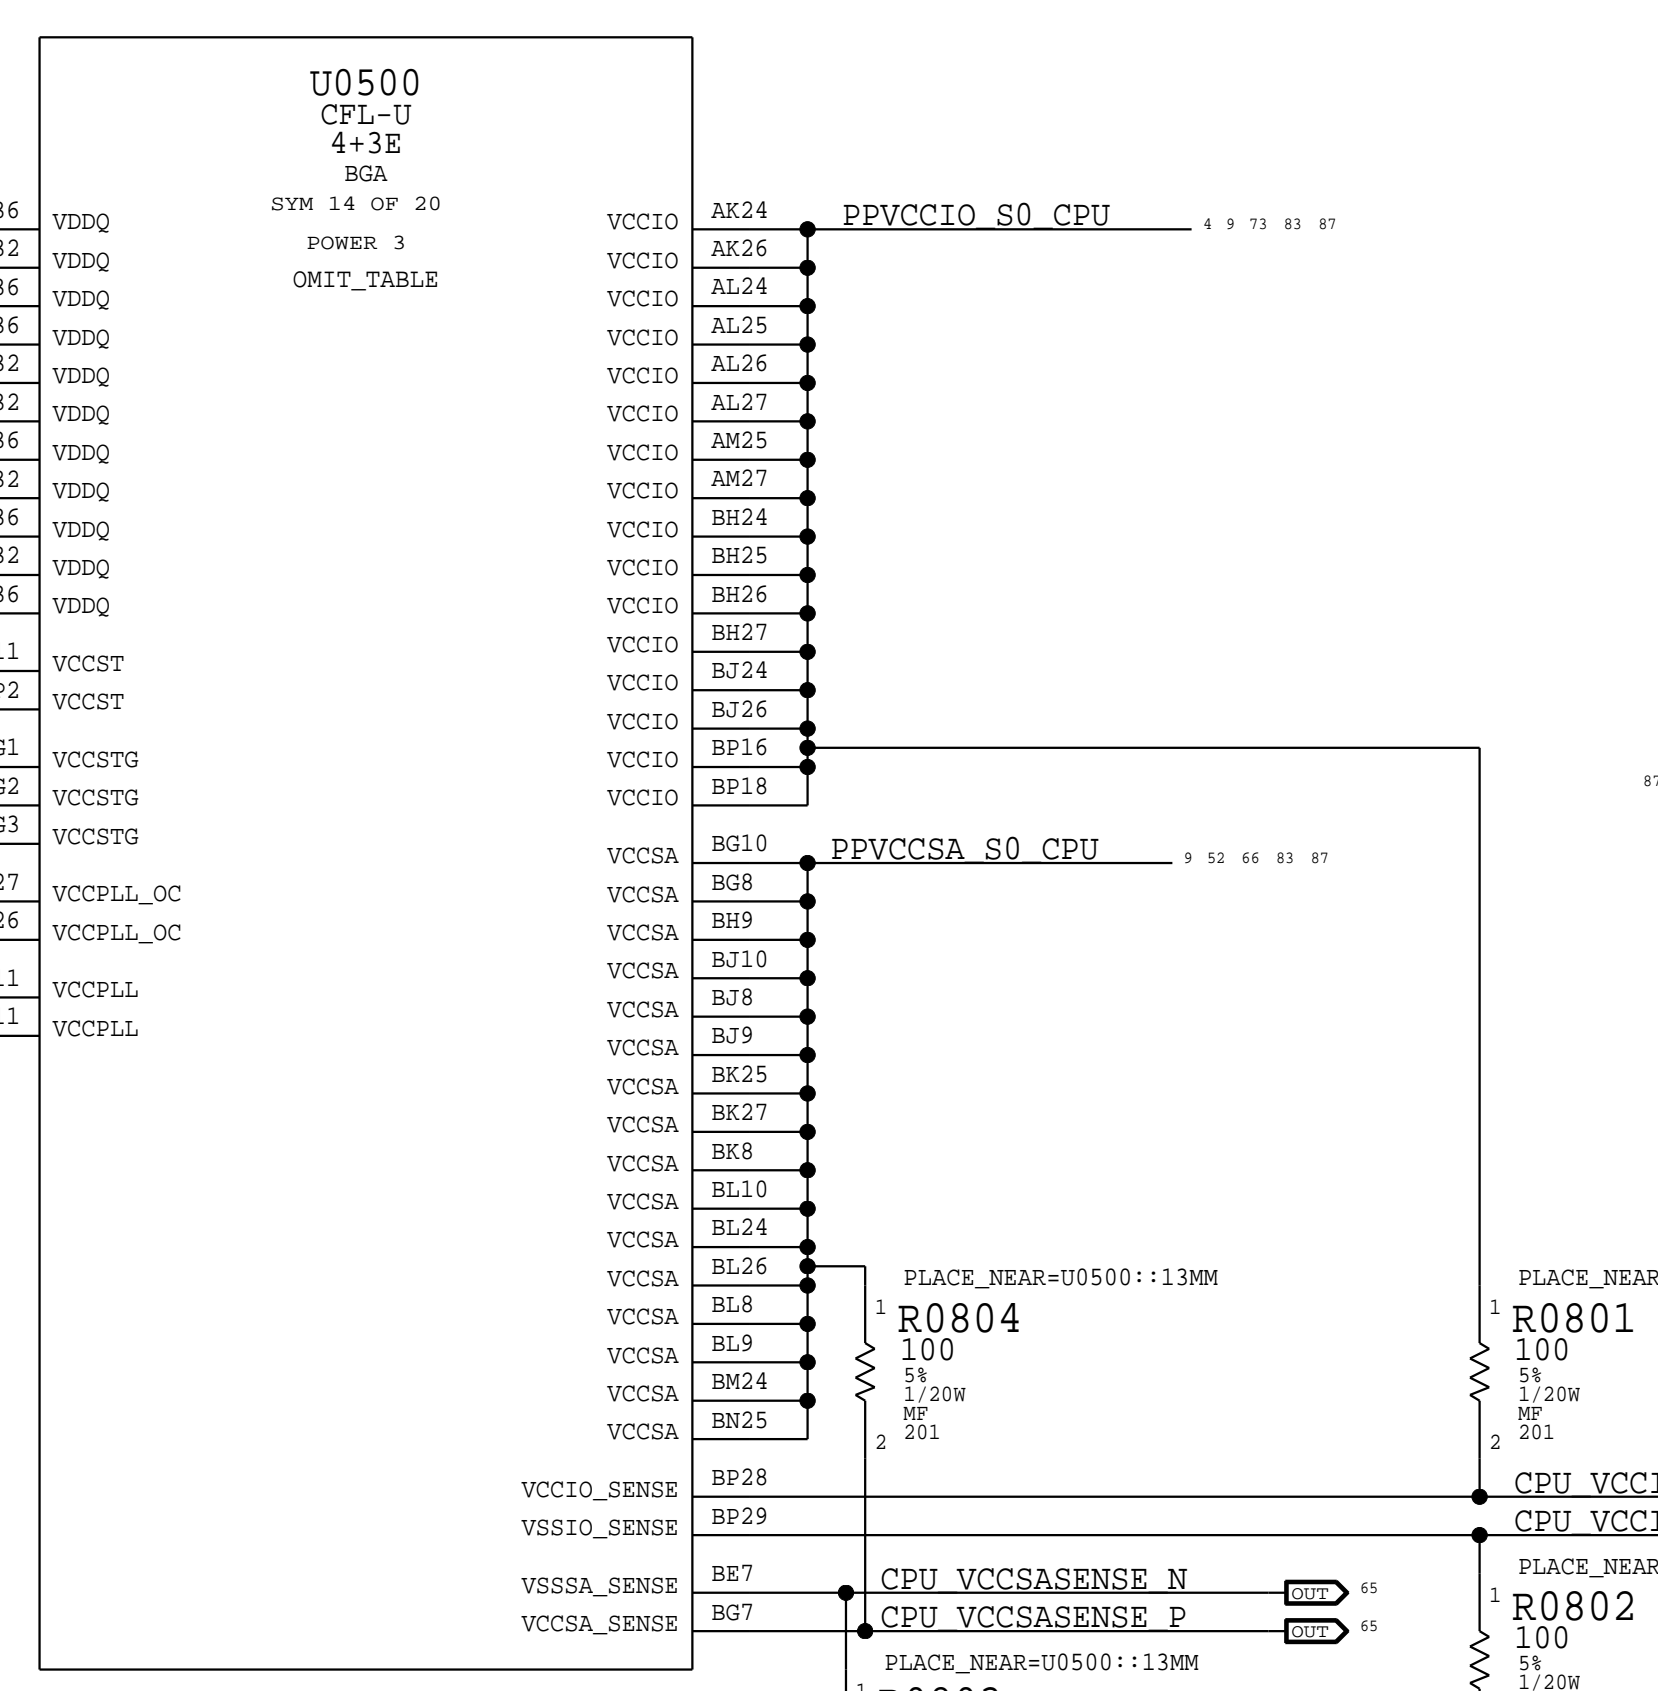 U0500
CFL-U
4+3E
BGA
SYM 14 OF 20
POWER 3
OMIT_TABLE
VDDQ
VDDQ
VDDQ
VDDQ
VDDQ
VDDQ
VDDQ
VDDQ
VDDQ
VDDQ
VDDQ
VCCST
VCCST
VCCSTG
VCCSTG
VCCSTG
VCCPLL_OC
VCCPLL_OC
VCCPLL
VCCPLL
VCCIO AK24 PPVCCIO_S0_CPU 4 9 73 83 87
VCCIO AK26
VCCIO AL24
VCCIO AL25
VCCIO AL26
VCCIO AL27
VCCIO AM25
VCCIO AM27
VCCIO BH24
VCCIO BH25
VCCIO BH26
VCCIO BH27
VCCIO BJ24
VCCIO BJ26
VCCIO BP16
VCCIO BP18
VCCSA BG10 PPVCCSA_S0_CPU 9 52 66 83 87
VCCSA BG8
VCCSA BH9
VCCSA BJ10
VCCSA BJ8
VCCSA BJ9
VCCSA BK25
VCCSA BK27
VCCSA BK8
VCCSA BL10
VCCSA BL24
VCCSA BL26
VCCSA BL8
VCCSA BL9
VCCSA BM24
VCCSA BN25
VCCIO_SENSE BP28
VSSIO_SENSE BP29
VSSSA_SENSE BE7 CPU_VCCSASENSE_N OUT 65
VCCSA_SENSE BG7 CPU_VCCSASENSE_P OUT 65
PLACE_NEAR=U0500::13MM
1
R0804
100
5%
1/20W
MF
201
2
PLACE_NEAR
1
R0801
100
5%
1/20W
MF
201
2
CPU_VCCI
CPU_VCCI
PLACE_NEAR
1
R0802
100
5%
1/20W
PLACE_NEAR=U0500::13MM
1
87